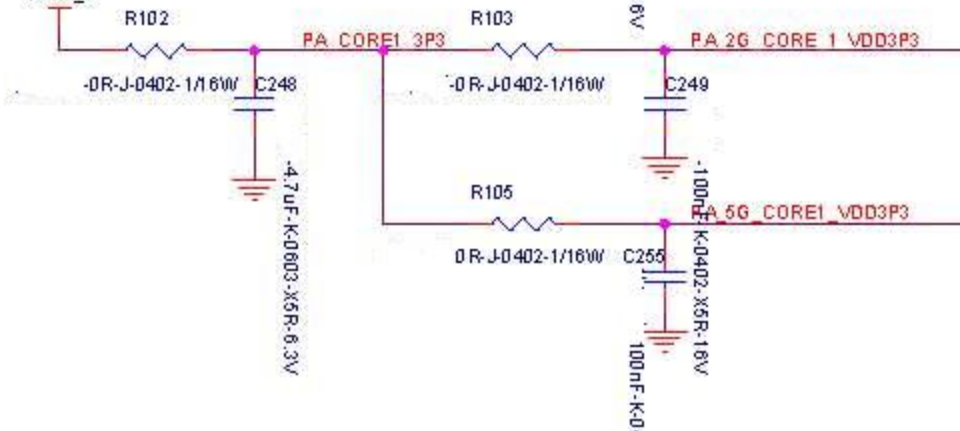 R102
R103
6V
PA_CORE1_3P3
PA_2G_CORE_1_VDD3P3
-0R-J-0402-1/16W
C248
-0R-J-0402-1/16W
C249
-4.7uF-K-0603-X5R-6.3V
-100nF-K-0402-X5R-16V
R105
PA_5G_CORE1_VDD3P3
0R-J-0402-1/16W
C255
100nF-K-0